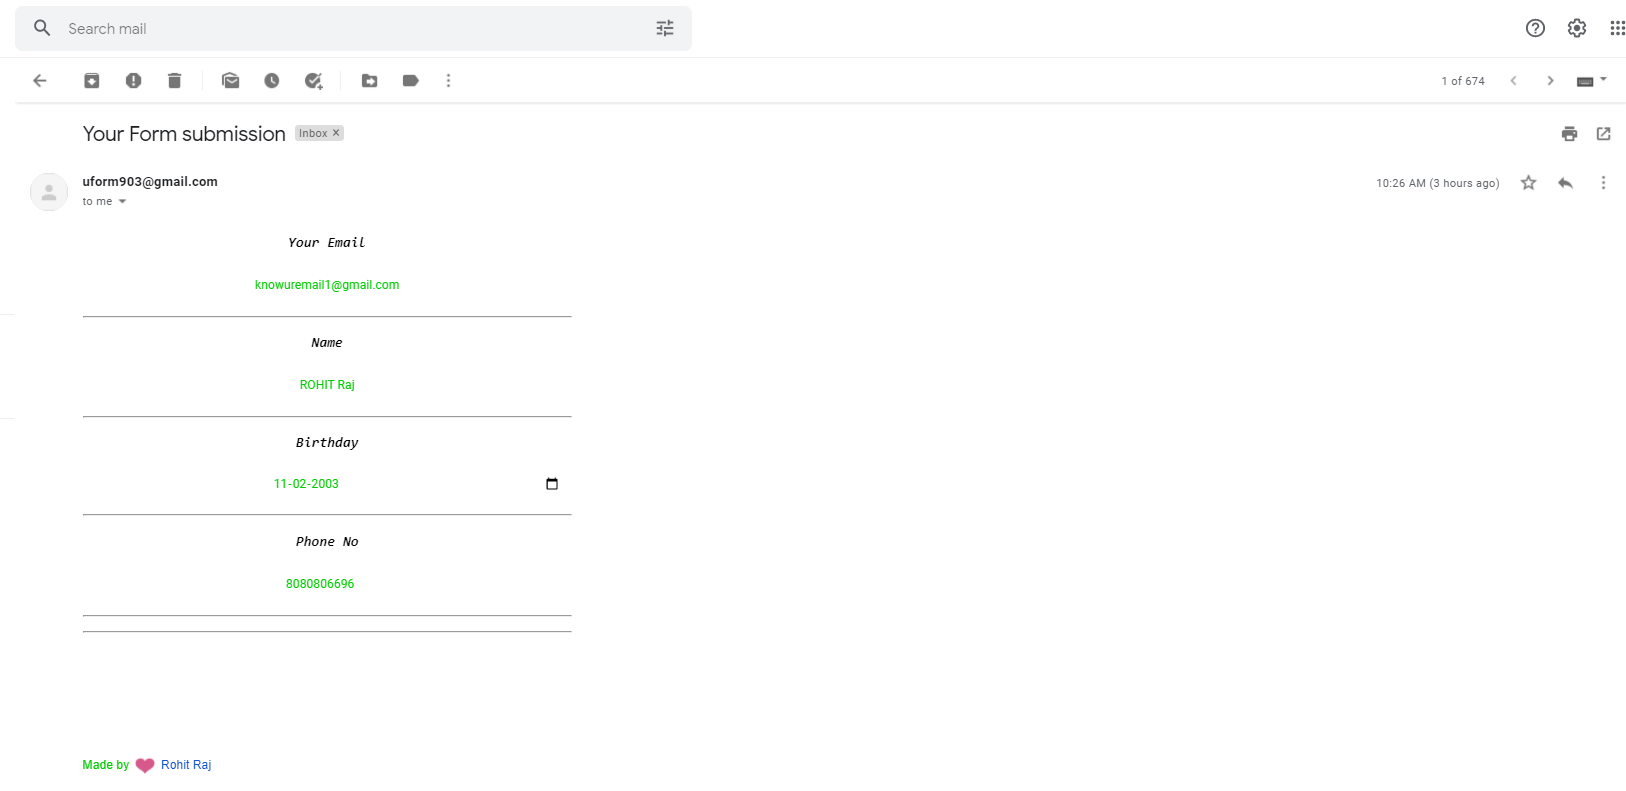 Search mail
1 of 674
Your Form submission Inbox x
uform903@gmail.com
10:26 AM (3 hours ago)
to me
Your Email
knowuremail1@gmail.com
Name
ROHIT Raj
Birthday
11-02-2003
Phone No
8080806696
Made by Rohit Raj